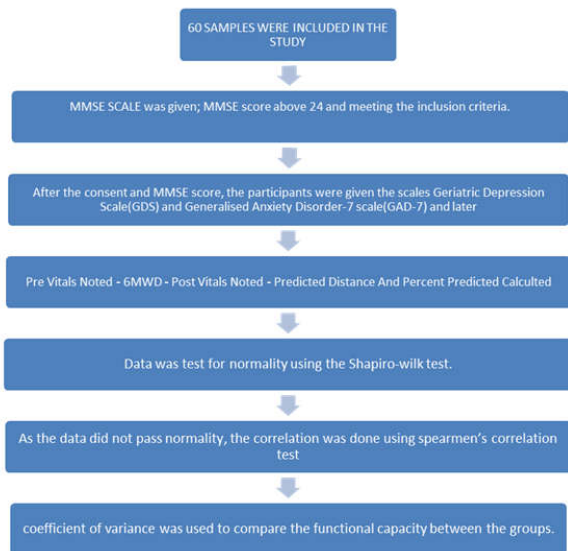 60 SAMPLES WERE INCLUDED IN THE
STUDY
MMSE SCALE was given; MMSE score above 24 and meeting the inclusion criteria.
After the consent and MMSE score, the participants were given the scales Geriatric Depression
Scale(GDS) and Generalised Anxiety Disorder-7 scale(GAD-7) and later
Pre Vitals Noted - 6MWD - Post Vitals Noted - Predicted Distance And Percent Predicted Calculted
Data was test for normality using the Shapiro-wilk test.
As the data did not pass normality, the correlation was done using spearmen's correlation
test
coefficient of variance was used to compare the functional capacity between the groups.